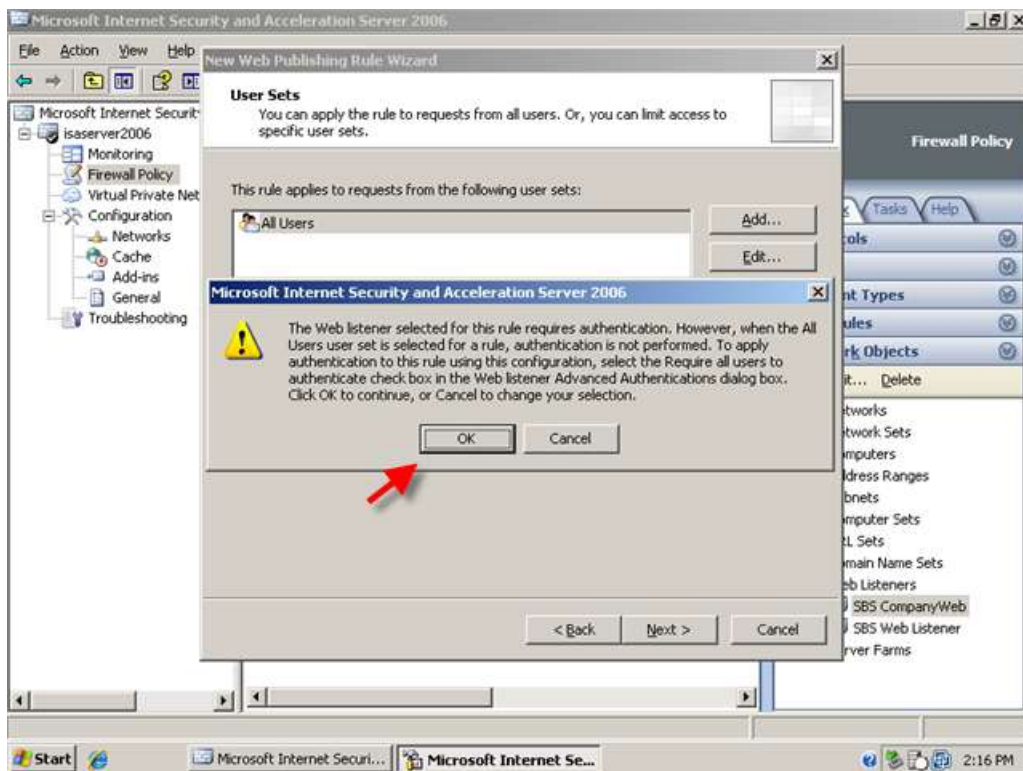 Microsoft Internet Security and Acceleration Server 2006
File Action View Help
New Web Publishing Rule Wizard
User Sets
You can apply the rule to requests from all users. Or, you can limit access to
specific user sets.
Microsoft Internet Securit
isaserver2006
Monitoring
Firewall Policy
Virtual Private Net
Configuration
Networks
Cache
Add-ins
General
Troubleshooting
This rule applies to requests from the following user sets:
All Users
Add...
Edit...
Microsoft Internet Security and Acceleration Server 2006
The Web listener selected for this rule requires authentication. However, when the All
Users user set is selected for a rule, authentication is not performed. To apply
authentication to this rule using this configuration, select the Require all users to
authenticate check box in the Web listener Advanced Authentications dialog box.
Click OK to continue, or Cancel to change your selection.
OK Cancel
< Back Next > Cancel
Firewall Policy
Tasks Help
cols
nt Types
ules
rk Objects
it... Delete
tworks
twork Sets
mputers
ldress Ranges
bnets
mputer Sets
RL Sets
main Name Sets
eb Listeners
SBS CompanyWeb
SBS Web Listener
rver Farms
Start Microsoft Internet Securi... Microsoft Internet Se... 2:16 PM